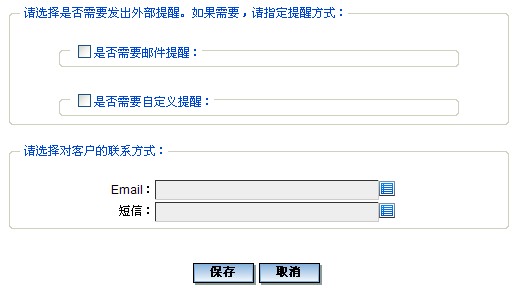 请选择是否需要发出外部提醒。如果需要，请指定提醒方式：
是否需要邮件提醒：
是否需要自定义提醒：
请选择对客户的联系方式：
Email：
短信：
保存 取消